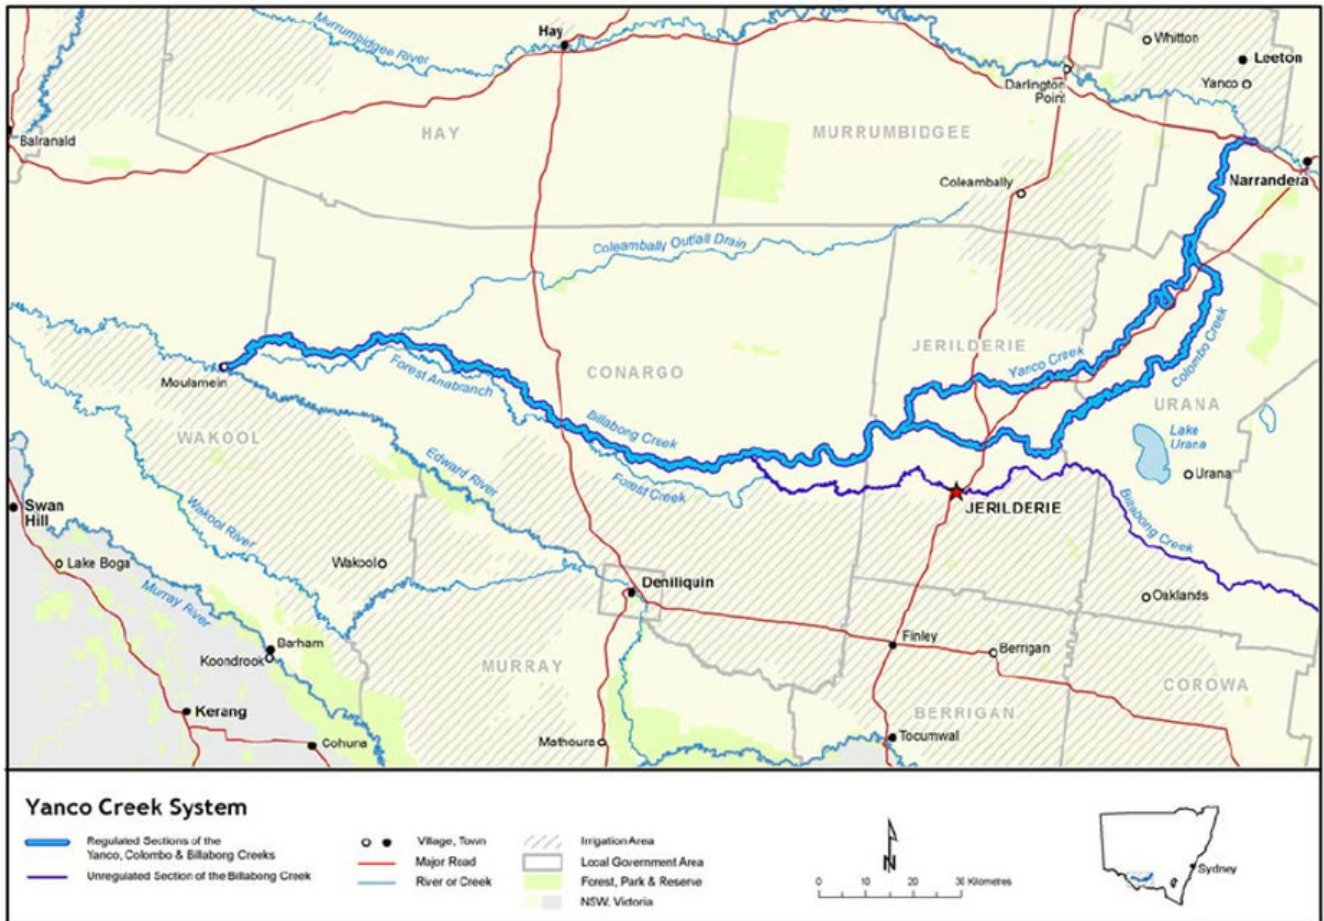 Murrumbidgee River
Hay
Whitton
Leeton
Yanco
Darlington
Point
Balranald
HAY
MURRUMBIDGEE
Narrandera
Coleambally
Coleambally Outfall Drain
JERILDERIE
Yanco Creek
Colombo Creek
Moulamein
Forest Anabranch
CONARGO
URANA
Billabong Creek
Lake
Urana
WAKOOL
Edward River
Forest Creek
Urana
Swan
Hill
JERILDERIE
Billabong Creek
Wakool River
Lake Boga
Wakool
Deniliquin
Oaklands
Murray River
Barham
Koondrook
Finley
Berrigan
MURRAY
COROWA
Kerang
BERRIGAN
Cohuna
Mathoura
Tocumwal
Yanco Creek System
Regulated Sections of the
Yanco, Colombo & Billabong Creeks
Unregulated Section of the Billabong Creek
Village, Town
Major Road
River or Creek
Irrigation Area
Local Government Area
Forest, Park & Reserve
NSW, Victoria
N
0 10 20 30 Kilometres
Sydney